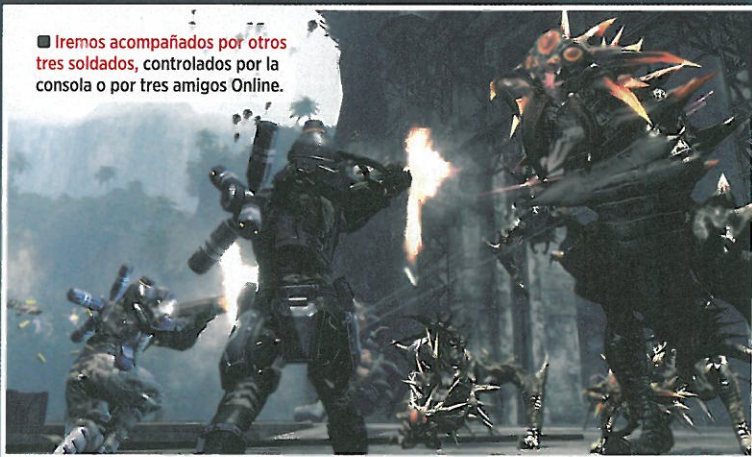 Iremos acompañados por otros
tres soldados, controlados por la
consola o por tres amigos Online.